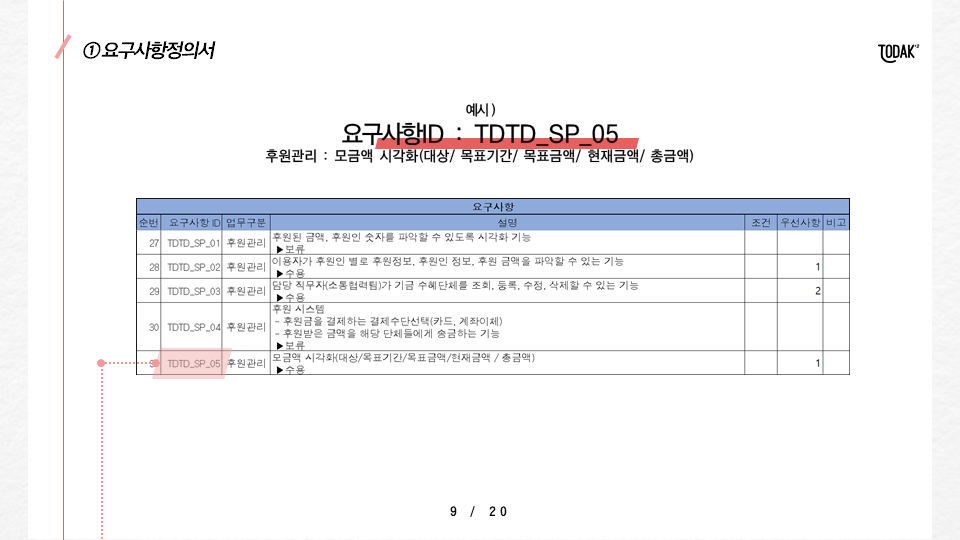 ① 요구사항정의서
TODAK
예시)
요구사항ID : TDTD_SP_05
후원관리 : 모금액 시각화(대상/ 목표기간/ 목표금액/ 현재금액/ 총금액)
요구사항
순번 요구사항 ID 업무구분 설명 조건 우선사항 비고
27 TDTD_SP_01 후원관리 후원된 금액, 후원인 숫자를 파악할 수 있도록 시각화 기능
▶보류
28 TDTD_SP_02 후원관리 이용자가 후원인 별로 후원정보, 후원인 정보, 후원 금액을 파악할 수 있는 기능 1
▶수용
29 TDTD_SP_03 후원관리 담당 직무자(소통협력팀)가 기금 수혜단체를 조회, 등록, 수정, 삭제할 수 있는 기능 2
▶수용
30 TDTD_SP_04 후원관리 후원 시스템
- 후원금을 결제하는 결제수단선택(카드, 계좌이체)
- 후원받은 금액을 해당 단체들에게 송금하는 기능
▶보류
TDTD_SP_05 후원관리 모금액 시각화(대상/목표기간/목표금액/현재금액 / 총금액) 1
▶수용
9 / 20